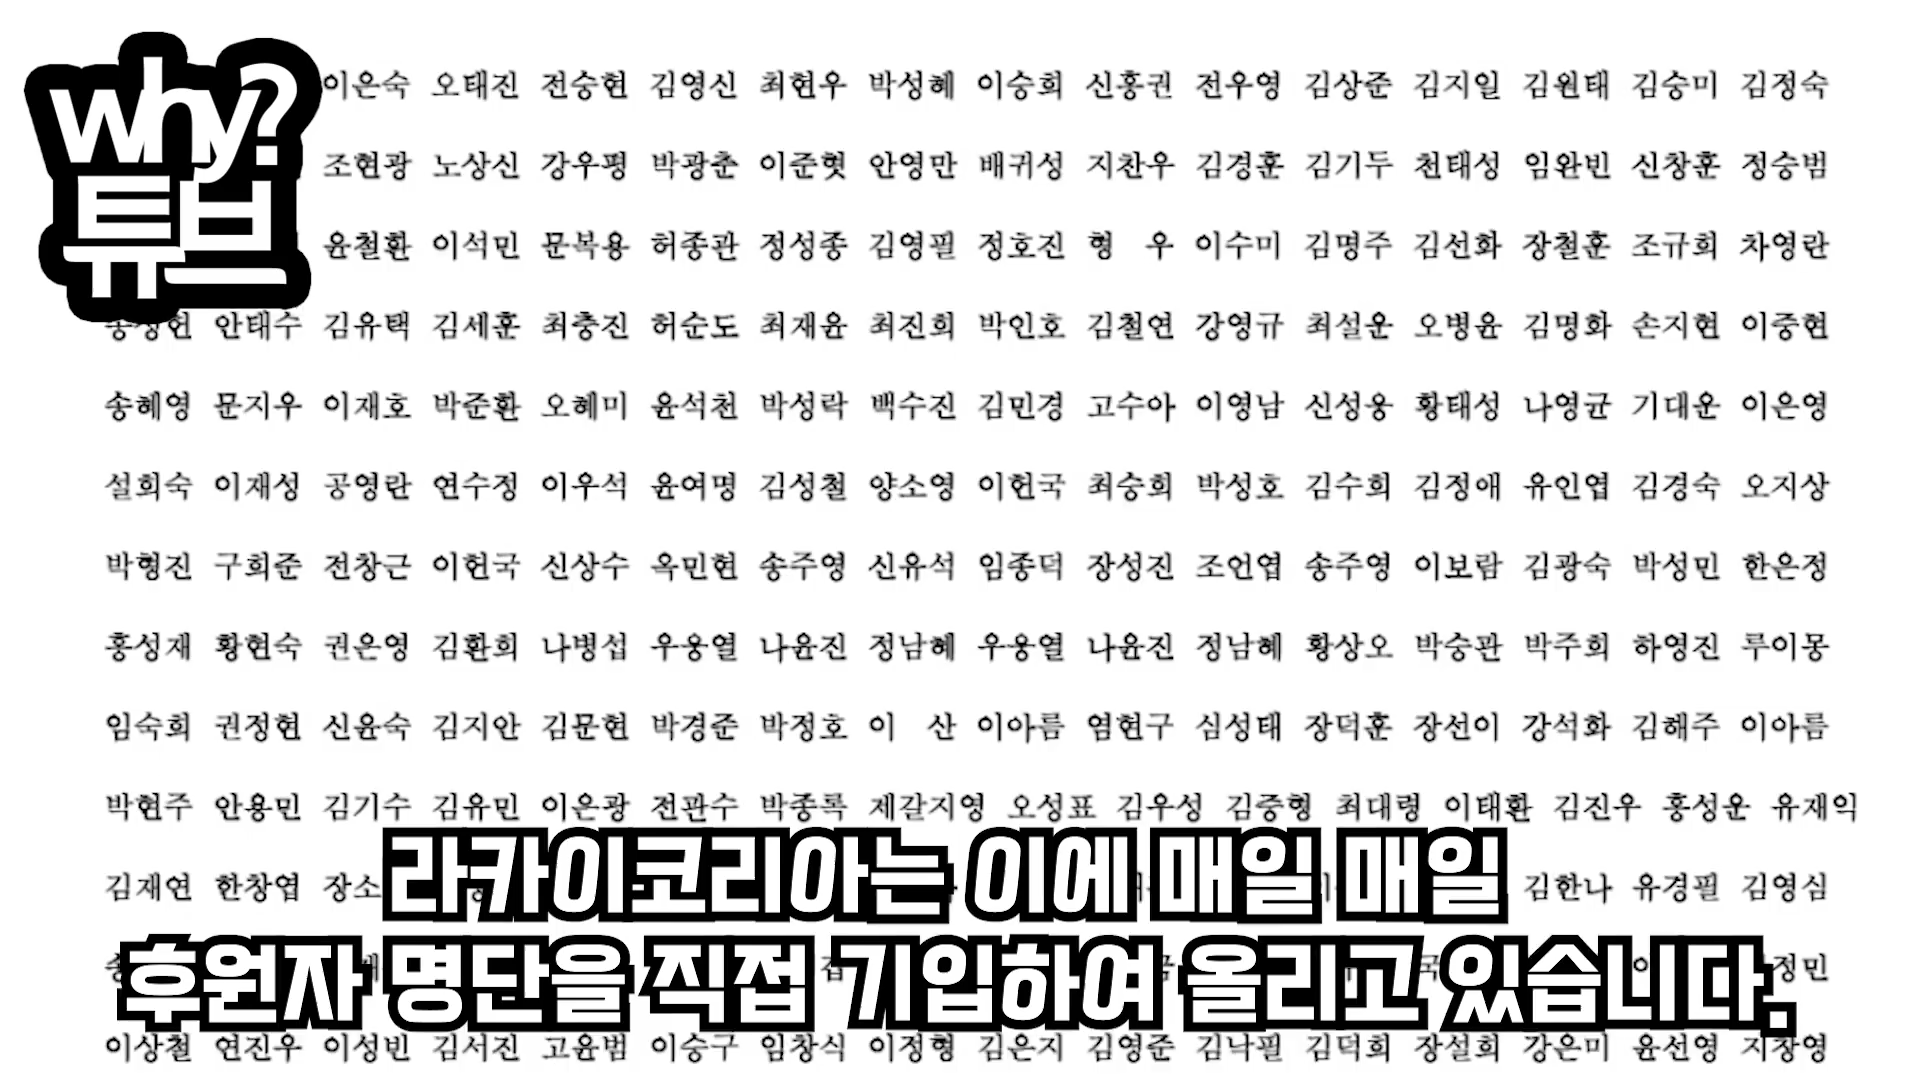 why?
튜브
이은숙 오태진 전승현 김영신 최현우 박성혜 이승희 신홍권 전우영 김상준 김지일 김원태 김승미 김정숙
조현광 노상신 강우평 박광춘 이준혓 안영만 배귀성 지찬우 김경훈 김기두 천태성 임완빈 신창훈 정승범
윤철환 이석민 문복용 허종관 정성종 김영필 정호진 형 우 이수미 김명주 김선화 장철훈 조규희 차영란
안태수 김유택 김세훈 최충진 허순도 최재윤 최진희 박인호 김철연 강영규 최설운 오병윤 김명화 손지현 이중현
송혜영 문지우 이재호 박준환 오혜미 윤석천 박성락 백수진 김민경 고수아 이영남 신성웅 황태성 나영균 기대운 이은영
설희숙 이재성 공영란 연수정 이우석 윤여명 김성철 양소영 이헌국 최승희 박성호 김수희 김정애 유인엽 김경숙 오지상
박형진 구희준 전창근 이헌국 신상수 옥민현 송주영 신유석 임종덕 장성진 조언엽 송주영 이보람 김광숙 박성민 한은정
홍성재 황현숙 권은영 김환희 나병섭 우웅열 나윤진 정남혜 우웅열 나윤진 정남혜 황상오 박승관 박주희 하영진 루이몽
임숙희 권정현 신윤숙 김지안 김문헌 박경준 박정호 이 산 이아름 염현구 심성태 장덕훈 장선이 강석화 김해주 이아름
박현주 안용민 김기수 김유민 이은광 전관수 박종록 제갈지영 오성표 김우성 김중형 최대령 이태환 김진우 홍성운 유재익
김재연 한창엽 김한나 유경필 김영심
라카이코리아는 이에 매일 매일
후원자 명단을 직접 기입하여 올리고 있습니다.
이상철 연진우 이성빈 김서진 고윤범 이승구 임창식 이정형 김은지 김영준 김낙필 김덕희 장설희 강은미 윤선영 지장영